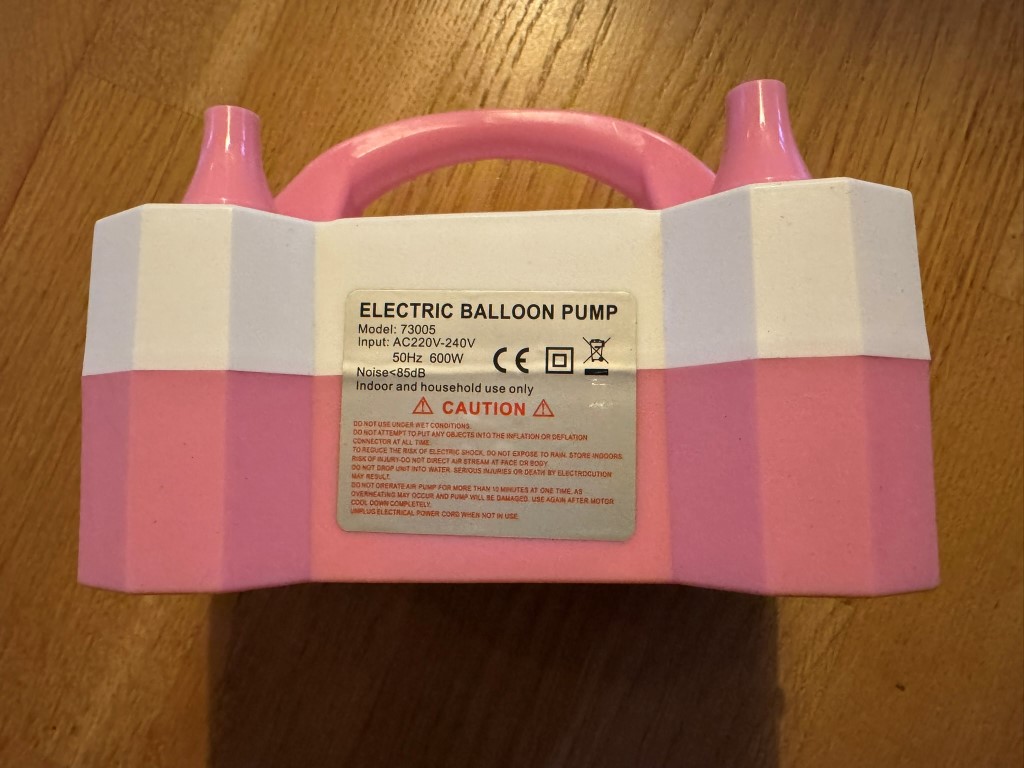 ELECTRIC BALLOON PUMP
Model: 73005
Input: AC220V-240V
50Hz 600W
Noise<85dB
Indoor and household use only
CE
CAUTION
DO NOT USE UNDER WET CONDITIONS.
DO NOT ATTEMPT TO PUT ANY OBJECTS INTO THE INFLATION OR DEFLATION
CONNECTOR AT ALL TIME.
TO REDUCE THE RISK OF ELECTRIC SHOCK, DO NOT EXPOSE TO RAIN. STORE INDOORS.
RISK OF INJURY-DO NOT DIRECT AIR STREAM AT FACE OR BODY.
DO NOT DROP UNIT INTO WATER. SERIOUS INJURIES OR DEATH BY ELECTROCUTION
MAY RESULT.
DO NOT ORERATE AIR PUMP FOR MORE THAN 10 MINUTES AT ONE TIME, AS
OVERHEATING MAY OCCUR AND PUMP WILL BE DAMAGED. USE AGAIN AFTER MOTOR
COOL DOWN COMPLETELY.
UNPLUG ELECTRICAL POWER CORD WHEN NOT IN USE.